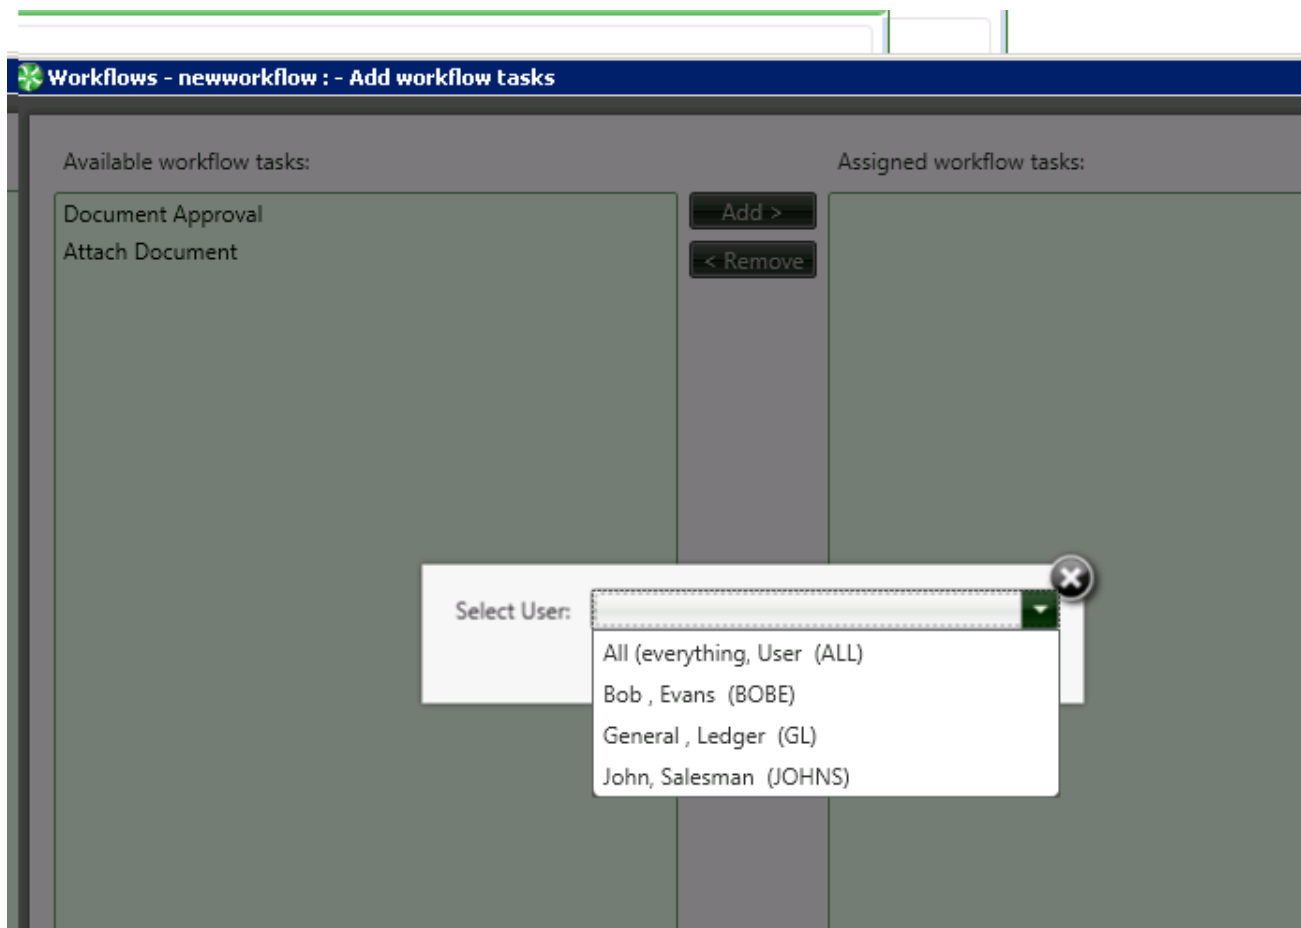 Workflows - newworkflow : - Add workflow tasks
Available workflow tasks:
Assigned workflow tasks:
Document Approval
Attach Document
Add >
< Remove
Select User:
All (everything, User (ALL)
Bob , Evans (BOBE)
General , Ledger (GL)
John, Salesman (JOHNS)